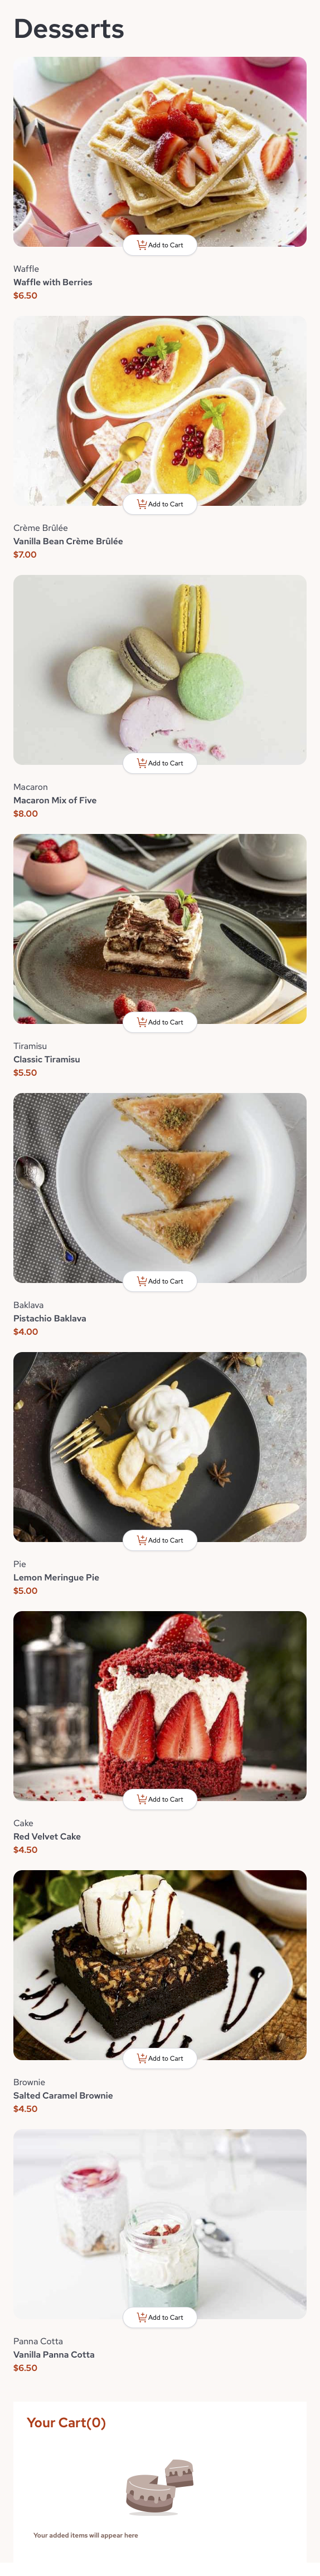 Desserts
Add to Cart
Waffle
Waffle with Berries
$6.50
Add to Cart
Crème Brûlée
Vanilla Bean Crème Brûlée
$7.00
Add to Cart
Macaron
Macaron Mix of Five
$8.00
Add to Cart
Tiramisu
Classic Tiramisu
$5.50
Add to Cart
Baklava
Pistachio Baklava
$4.00
Add to Cart
Pie
Lemon Meringue Pie
$5.00
Add to Cart
Cake
Red Velvet Cake
$4.50
Add to Cart
Brownie
Salted Caramel Brownie
$4.50
Add to Cart
Panna Cotta
Vanilla Panna Cotta
$6.50
Your Cart(0)
Your added items will appear here